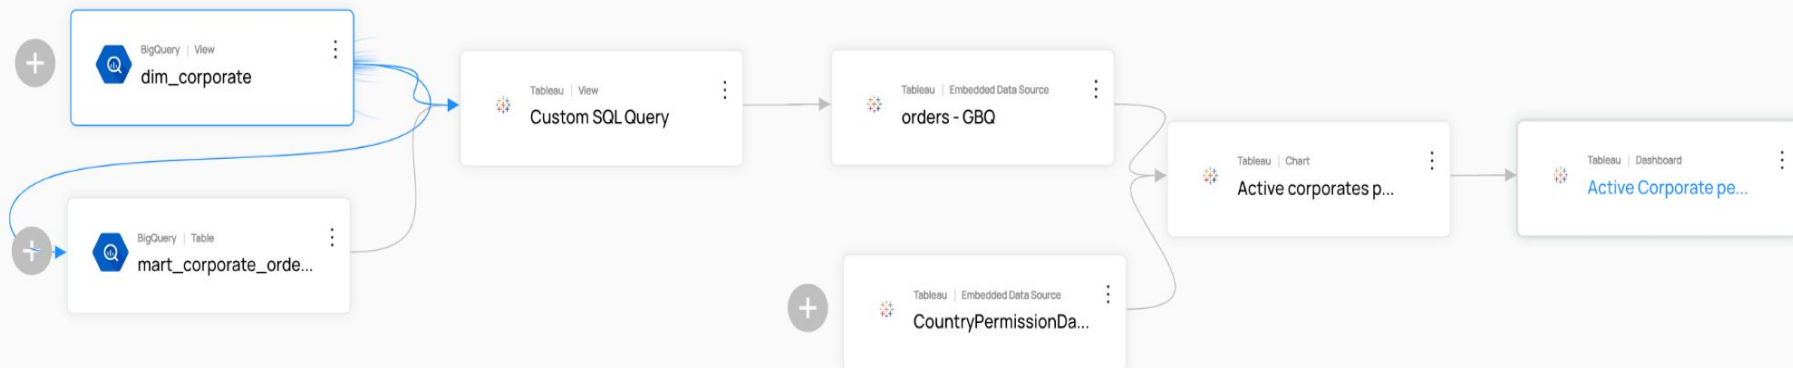 BigQuery | View
dim_corporate
Tableau | View
Custom SQL Query
Tableau | Embedded Data Source
orders - GBQ
BigQuery | Table
mart_corporate_orde...
Tableau | Embedded Data Source
CountryPermissionDa...
Tableau | Chart
Active corporates p...
Tableau | Dashboard
Active Corporate pe...